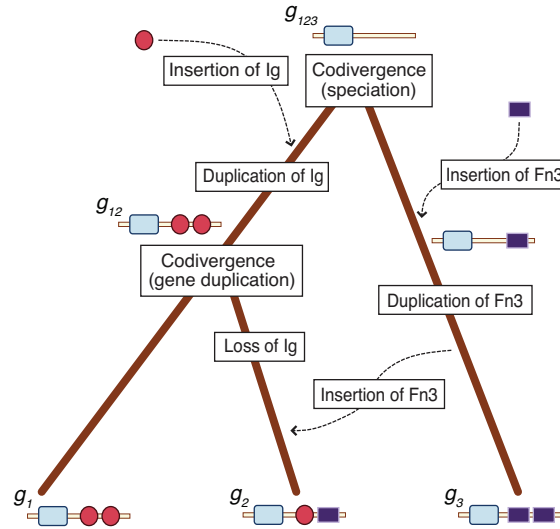 g123
Insertion of Ig
Codivergence
(speciation)
Insertion of Fn3
Duplication of Ig
g12
Codivergence
(gene duplication)
Duplication of Fn3
Loss of Ig
Insertion of Fn3
g1
g2
g3